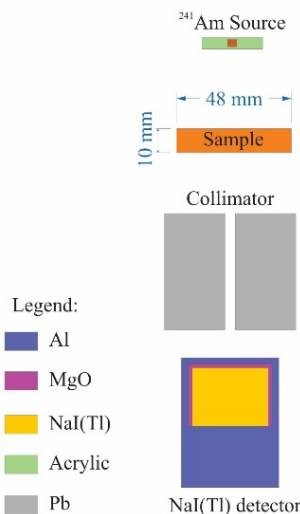 ²⁴¹Am Source
48 mm
10 mm
Sample
Collimator
Legend:
Al
MgO
NaI(Tl)
Acrylic
Pb
NaI(Tl) detector